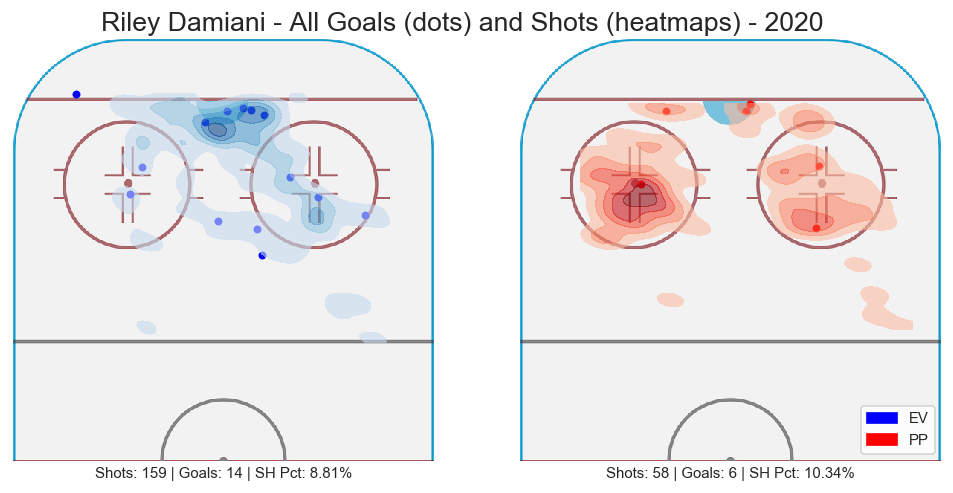 Riley Damiani - All Goals (dots) and Shots (heatmaps) - 2020
EV
PP
Shots: 159 | Goals: 14 | SH Pct: 8.81%
Shots: 58 | Goals: 6 | SH Pct: 10.34%